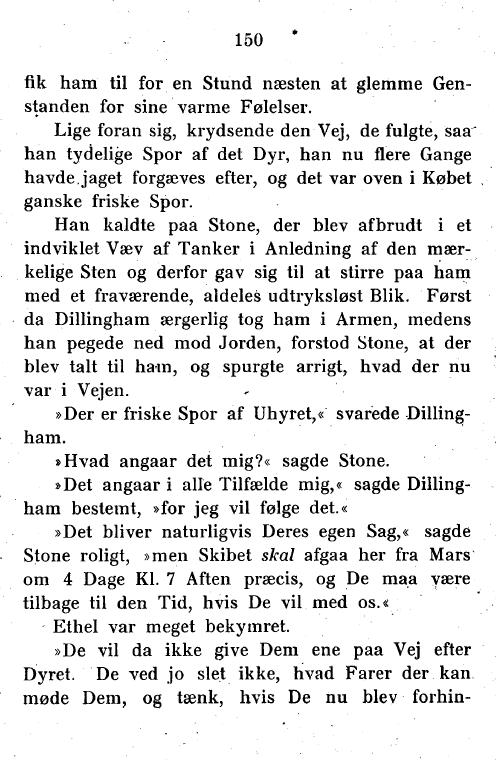 150
fik ham til for en Stund næsten at glemme Gen-
standen for sine varme Følelser.
Lige foran sig, krydsende den Vej, de fulgte, saa
han tydelige Spor af det Dyr, han nu flere Gange
havde jaget forgæves efter, og det var oven i Købet
ganske friske Spor.
Han kaldte paa Stone, der blev afbrudt i et
indviklet Væv af Tanker i Anledning af den mær-
kelige Sten og derfor gav sig til at stirre paa ham
med et fraværende, aldeles udtryksløst Blik. Først
da Dillingham ærgerlig tog ham i Armen, medens
han pegede ned mod Jorden, forstod Stone, at der
blev talt til ham, og spurgte arrigt, hvad der nu
var i Vejen.
»Der er friske Spor af Uhyret,« svarede Dilling-
ham.
»Hvad angaar det mig?« sagde Stone.
»Det angaar i alle Tilfælde mig,« sagde Dilling-
ham bestemt, »for jeg vil følge det.«
»Det bliver naturligvis Deres egen Sag,« sagde
Stone roligt, »men Skibet skal afgaa her fra Mars
om 4 Dage Kl. 7 Aften præcis, og De maa være
tilbage til den Tid, hvis De vil med os.«
Ethel var meget bekymret.
»De vil da ikke give Dem ene paa Vej efter
Dyret. De ved jo slet ikke, hvad Farer der kan
møde Dem, og tænk, hvis De nu blev forhin-